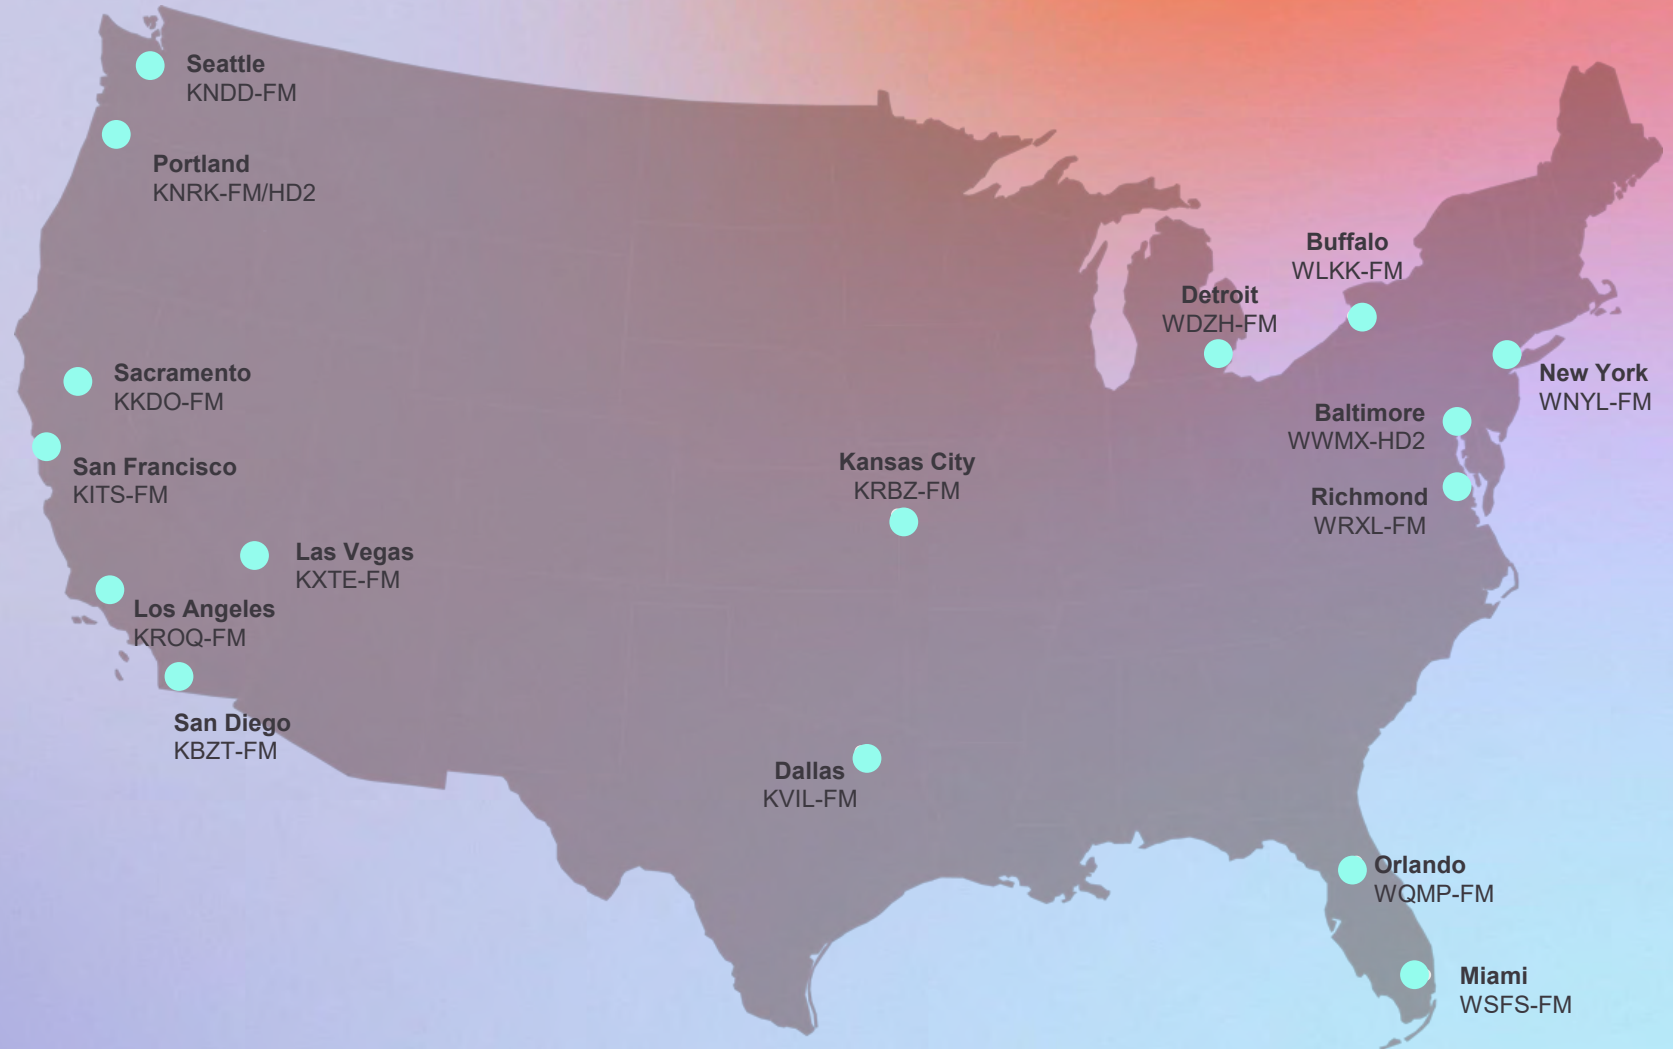 Seattle
KNDD-FM
Portland
KNRK-FM/HD2
Buffalo
WLKK-FM
Detroit
WDZH-FM
Sacramento
KKDO-FM
New York
WNYL-FM
Baltimore
WWMX-HD2
San Francisco
KITS-FM
Kansas City
KRBZ-FM
Richmond
WRXL-FM
Las Vegas
KXTE-FM
Los Angeles
KROQ-FM
San Diego
KBZT-FM
Dallas
KVIL-FM
Orlando
WQMP-FM
Miami
WSFS-FM